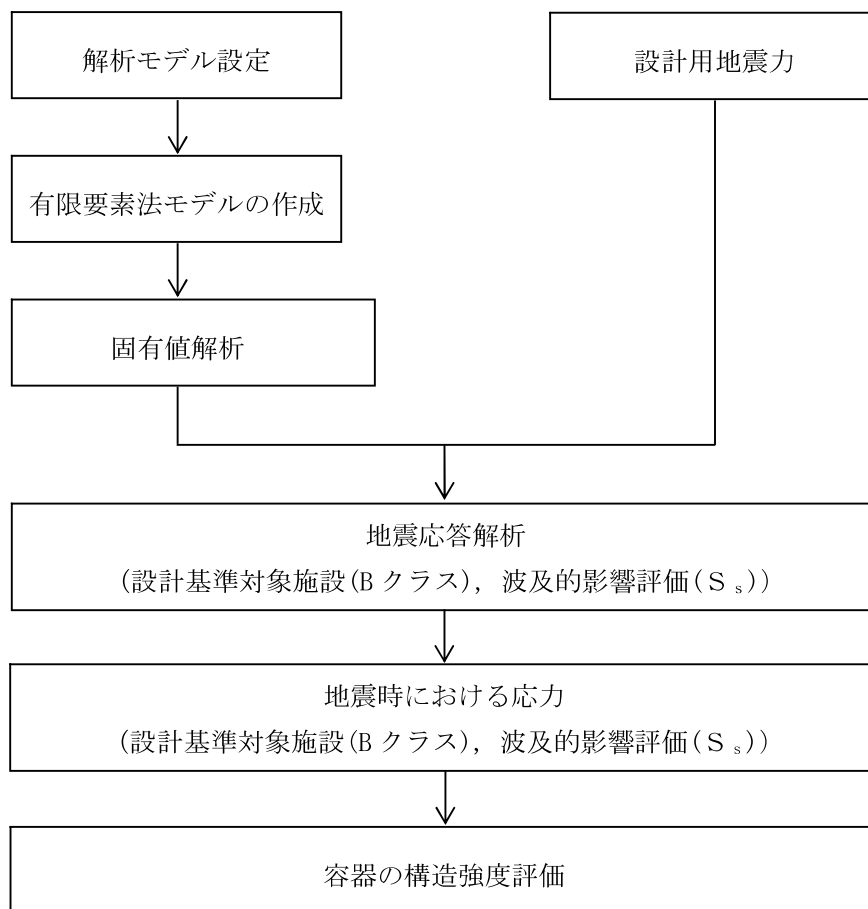 解析モデル設定
設計用地震力
有限要素法モデルの作成
固有値解析
地震応答解析
(設計基準対象施設(Bクラス),波及的影響評価(Ss))
地震時における応力
(設計基準対象施設(Bクラス),波及的影響評価(Ss))
容器の構造強度評価